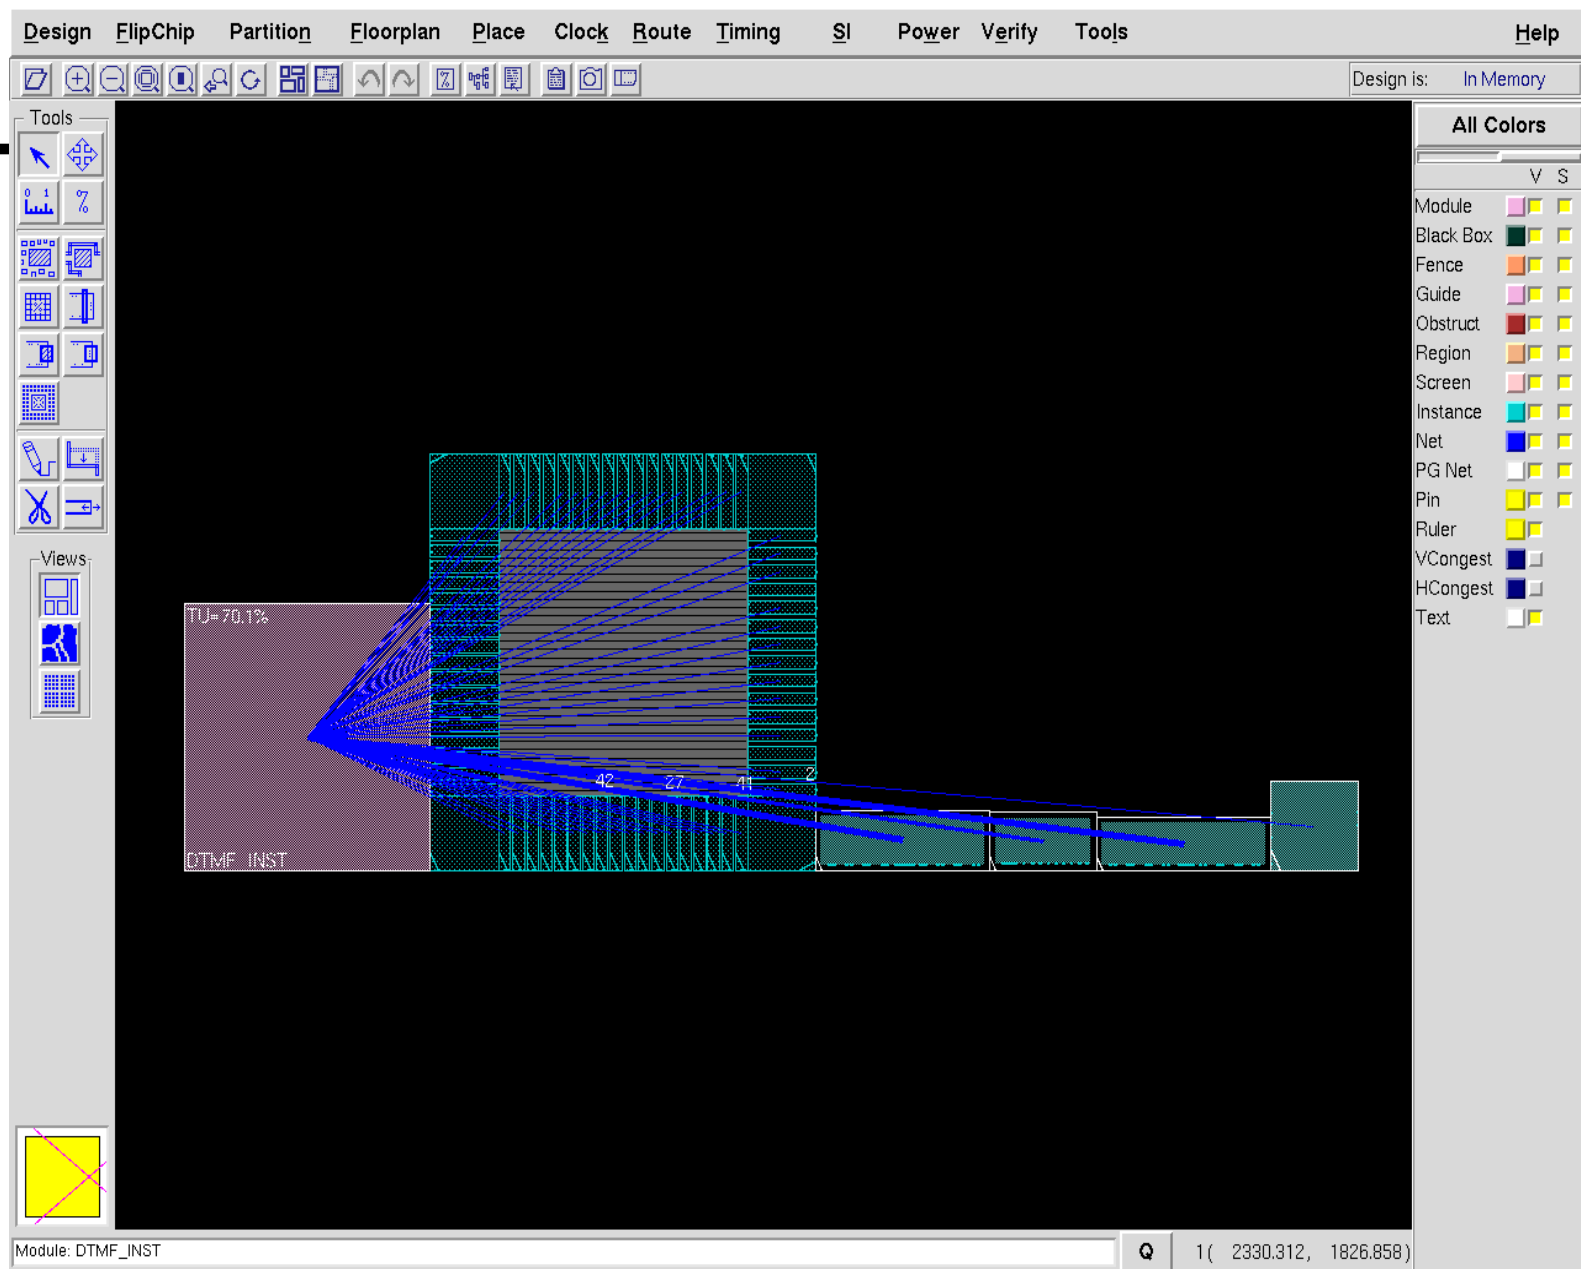 Design FlipChip Partition Floorplan Place Clock Route Timing SI Power Verify Tools Help
Design is: In Memory
Tools
All Colors
V S
0 1
%
Module
Black Box
Fence
Guide
Obstruct
Region
Screen
Instance
Net
PG Net
Pin
Ruler
VCongest
HCongest
Text
Views
TU=70.1%
42 27 41 2
DTMF_INST
Module: DTMF_INST
Q
1( 2330.312, 1826.858)